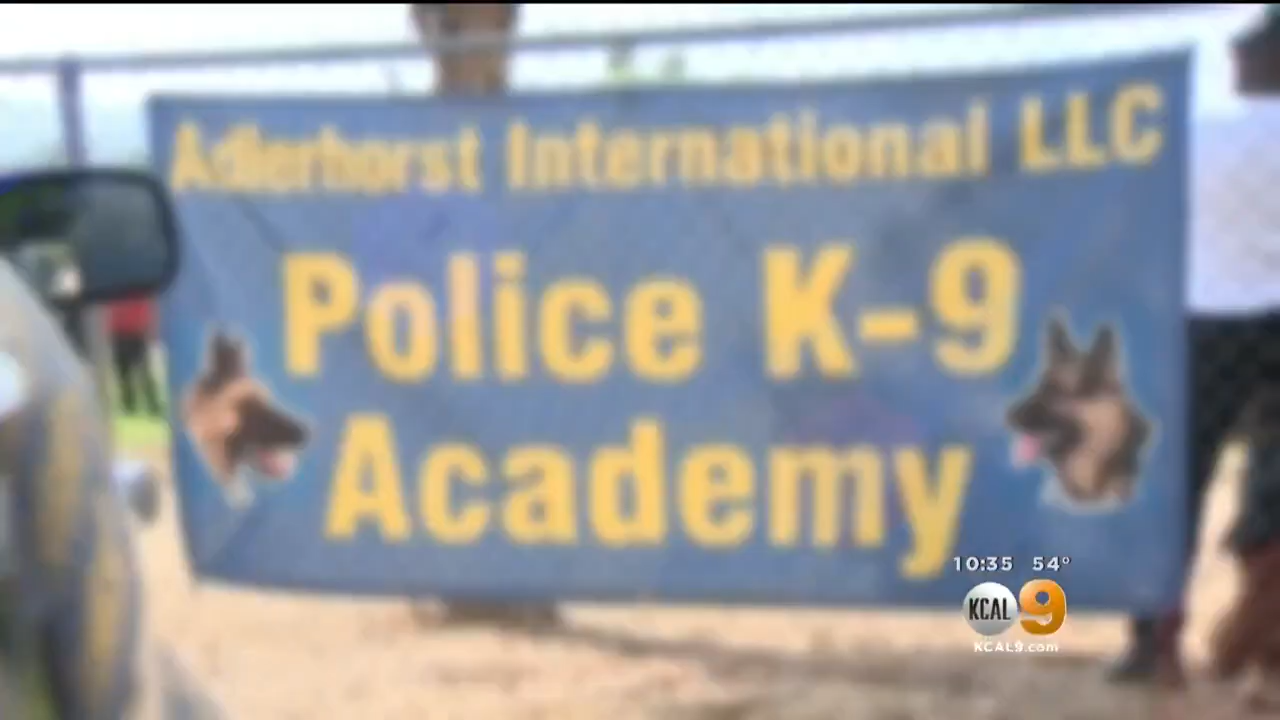 Adlerhorst International LLC
Police K-9
Academy
10:35 54°
KCAL 9
KCAL9.com